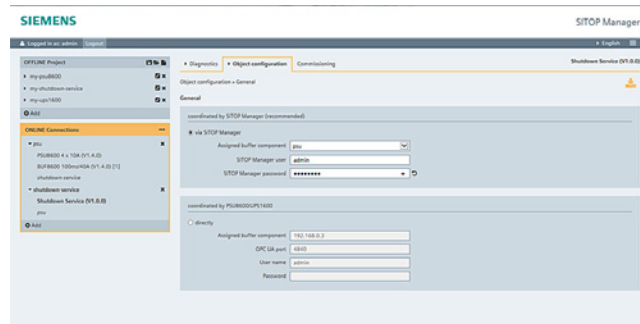 SIEMENS
SITOP Manager
Logged in as: admin Logout
English
OFFLINE Project
my-psu8600
my-shutdown-service
my-ups1600
Add
ONLINE Connections
psu
PSU8600 4 x 10A (V1.4.0)
BUF8600 100ms/40A (V1.4.0) [1]
shutdown-service
shutdown service
Shutdown Service (V1.0.0)
psu
Add
Diagnostics Object configuration Commissioning
Shutdown Service (V1.0.0)
Object configuration » General
General
coordinated by SITOP Manager (recommended)
via SITOP Manager
Assigned buffer component psu
SITOP Manager user admin
SITOP Manager password ••••••••
coordinated by PSU8600/UPS1600
directly
Assigned buffer component 192.168.0.3
OPC UA port 4840
User name admin
Password